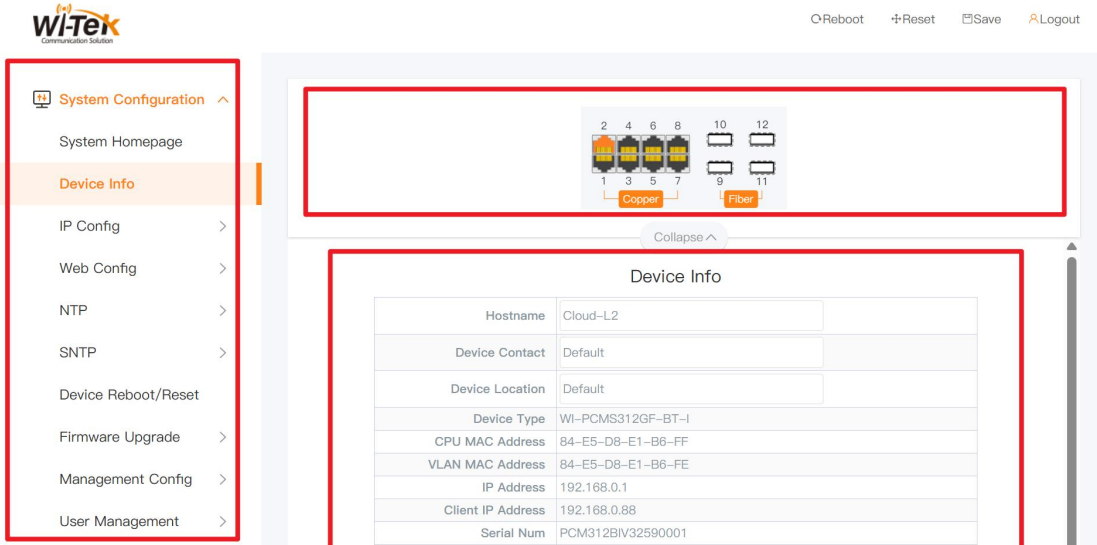 Wi-Tek
Communication Solution
Reboot Reset Save Logout
System Configuration
System Homepage
Device Info
IP Config
Web Config
NTP
SNTP
Device Reboot/Reset
Firmware Upgrade
Management Config
User Management
2 4 6 8 10 12
1 3 5 7 9 11
Copper Fiber
Collapse
Device Info
Hostname Cloud-L2
Device Contact Default
Device Location Default
Device Type WI-PCMS312GF-BT-I
CPU MAC Address 84-E5-D8-E1-B6-FF
VLAN MAC Address 84-E5-D8-E1-B6-FE
IP Address 192.168.0.1
Client IP Address 192.168.0.88
Serial Num PCM312BIV32590001